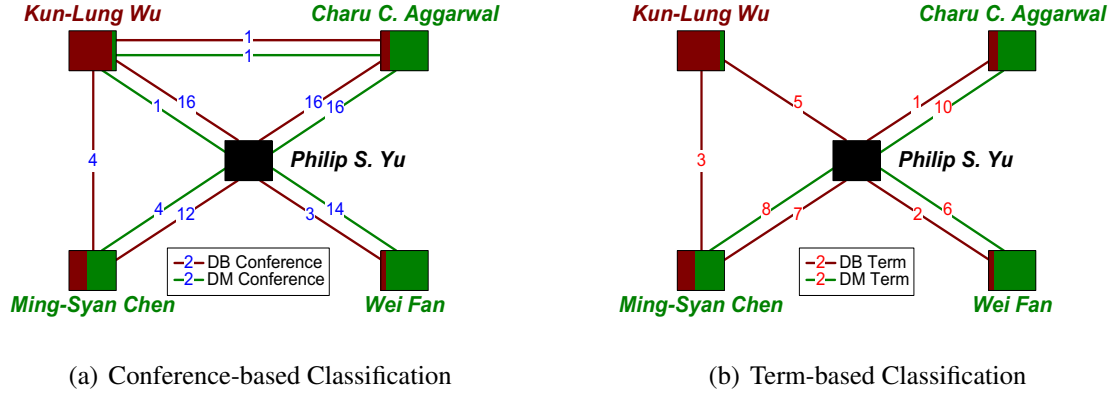 Kun-Lung Wu
Charu C. Aggarwal
1
1
16
1
16
16
4
Philip S. Yu
4
12
3
14
2 DB Conference
2 DM Conference
Ming-Syan Chen
Wei Fan
(a) Conference-based Classification
Kun-Lung Wu
Charu C. Aggarwal
5
1
10
3
Philip S. Yu
8
7
2
6
2 DB Term
2 DM Term
Ming-Syan Chen
Wei Fan
(b) Term-based Classification